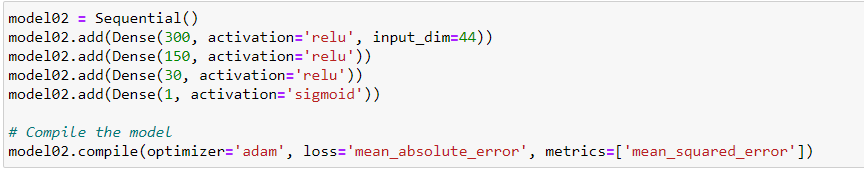 model02 = Sequential()
model02.add(Dense(300, activation='relu', input_dim=44))
model02.add(Dense(150, activation='relu'))
model02.add(Dense(30, activation='relu'))
model02.add(Dense(1, activation='sigmoid'))
# Compile the model
model02.compile(optimizer='adam', loss='mean_absolute_error', metrics=['mean_squared_error'])